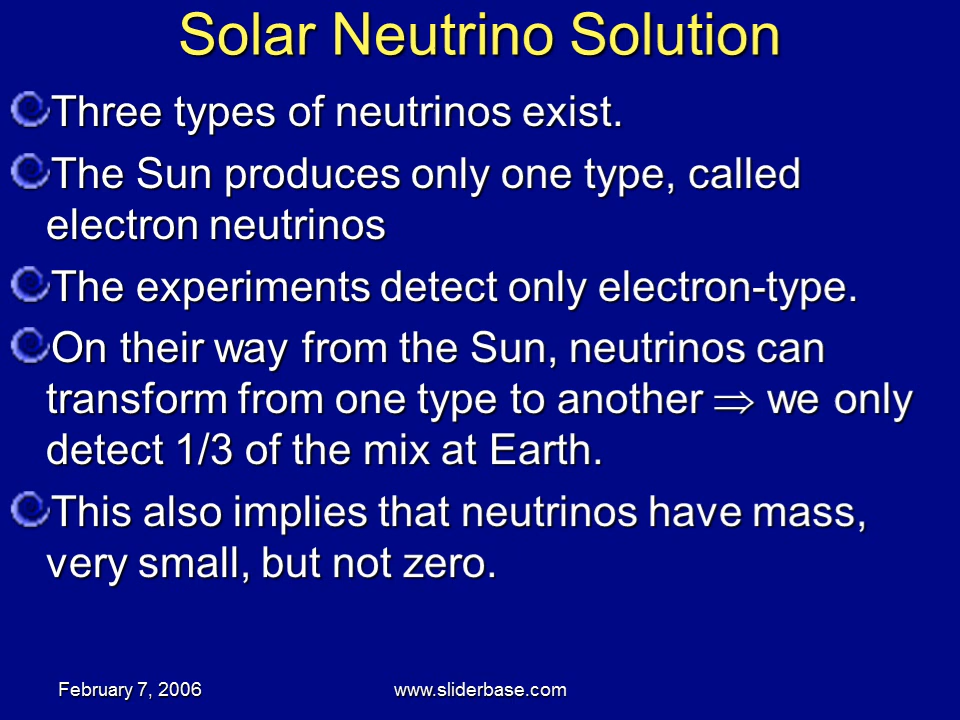 Solar Neutrino Solution
Three types of neutrinos exist.
The Sun produces only one type, called
electron neutrinos
The experiments detect only electron-type.
On their way from the Sun, neutrinos can
transform from one type to another ⇒ we only
detect 1/3 of the mix at Earth.
This also implies that neutrinos have mass,
very small, but not zero.
February 7, 2006
www.sliderbase.com